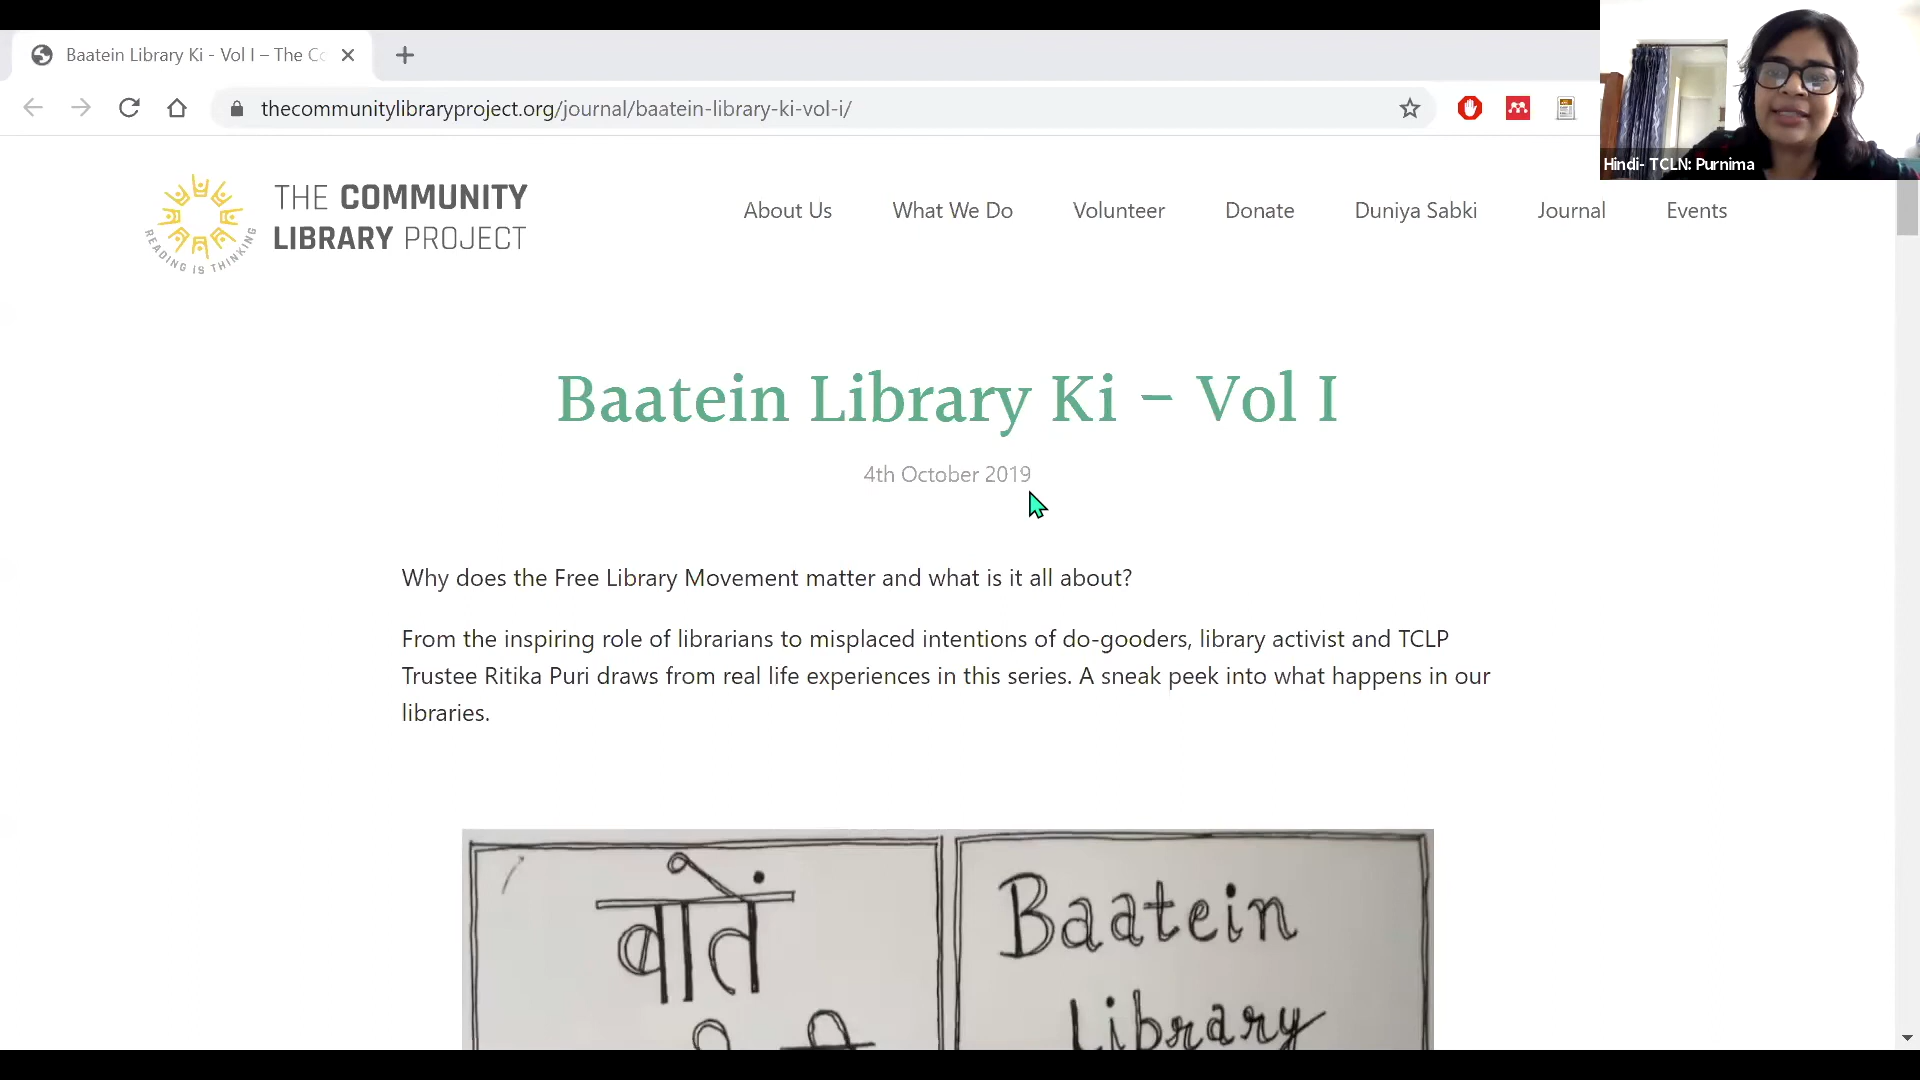 Baatein Library Ki - Vol I – The Co
thecommunitylibraryproject.org/journal/baatein-library-ki-vol-i/
Hindi- TCLN: Purnima
THE COMMUNITY
LIBRARY PROJECT
READING IS THINKING
About Us What We Do Volunteer Donate Duniya Sabki Journal Events
Baatein Library Ki – Vol I
4th October 2019
Why does the Free Library Movement matter and what is it all about?
From the inspiring role of librarians to misplaced intentions of do-gooders, library activist and TCLP
Trustee Ritika Puri draws from real life experiences in this series. A sneak peek into what happens in our
libraries.
बातें
Baatein
Library